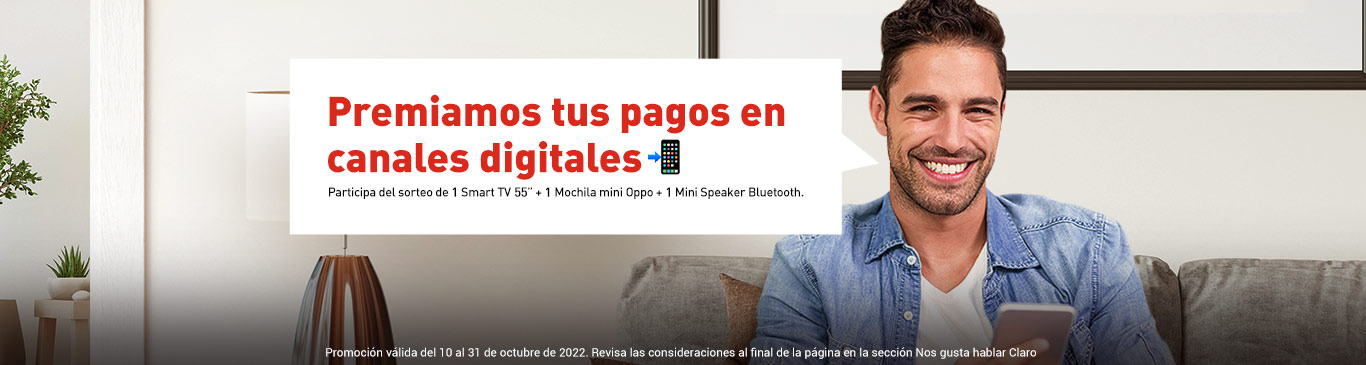 Premiamos tus pagos en
canales digitales
Participa del sorteo de 1 Smart TV 55" + 1 Mochila mini Oppo + 1 Mini Speaker Bluetooth.
Promoción válida del 10 al 31 de octubre de 2022. Revisa las consideraciones al final de la página en la sección Nos gusta hablar Claro